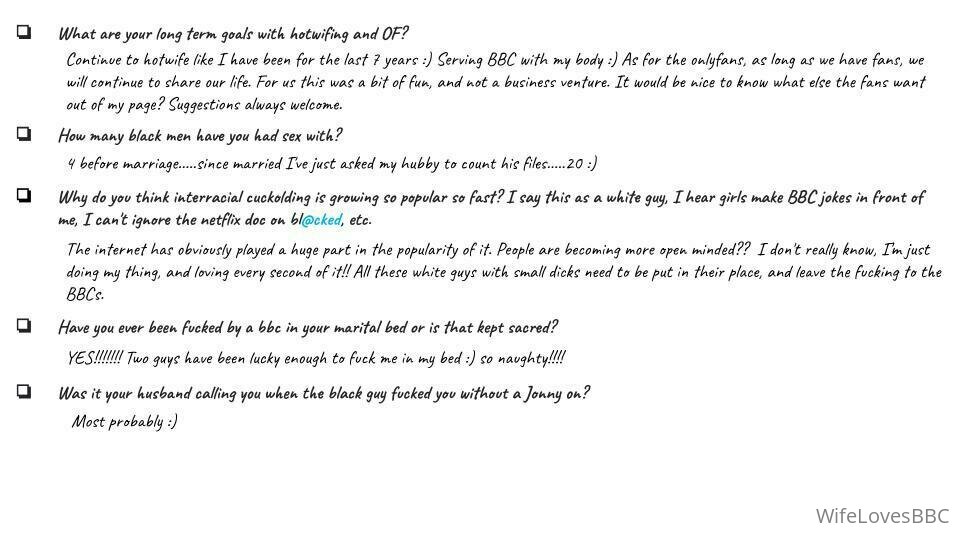 What are your long term goals with hotwifing and OF?
Continue to hotwife like I have been for the last 7 years :) Serving BBC with my body :) As for the onlyfans, as long as we have fans, we
will continue to share our life. For us this was a bit of fun, and not a business venture. It would be nice to know what else the fans want
out of my page? Suggestions always welcome.
How many black men have you had sex with?
4 before marriage.....since married I've just asked my hubby to count his files.....20 :)
Why do you think interracial cuckolding is growing so popular so fast? I say this as a white guy, I hear girls make BBC jokes in front of
me, I can't ignore the netflix doc on bl@cked, etc.
The internet has obviously played a huge part in the popularity of it. People are becoming more open minded?? I don't really know, I'm just
doing my thing, and loving every second of it!! All these white guys with small dicks need to be put in their place, and leave the fucking to the
BBCs.
Have you ever been fucked by a bbc in your marital bed or is that kept sacred?
YES!!!!!!! Two guys have been lucky enough to fuck me in my bed :) so naughty!!!!
Was it your husband calling you when the black guy fucked you without a Jonny on?
Most probably :)
WifeLovesBBC